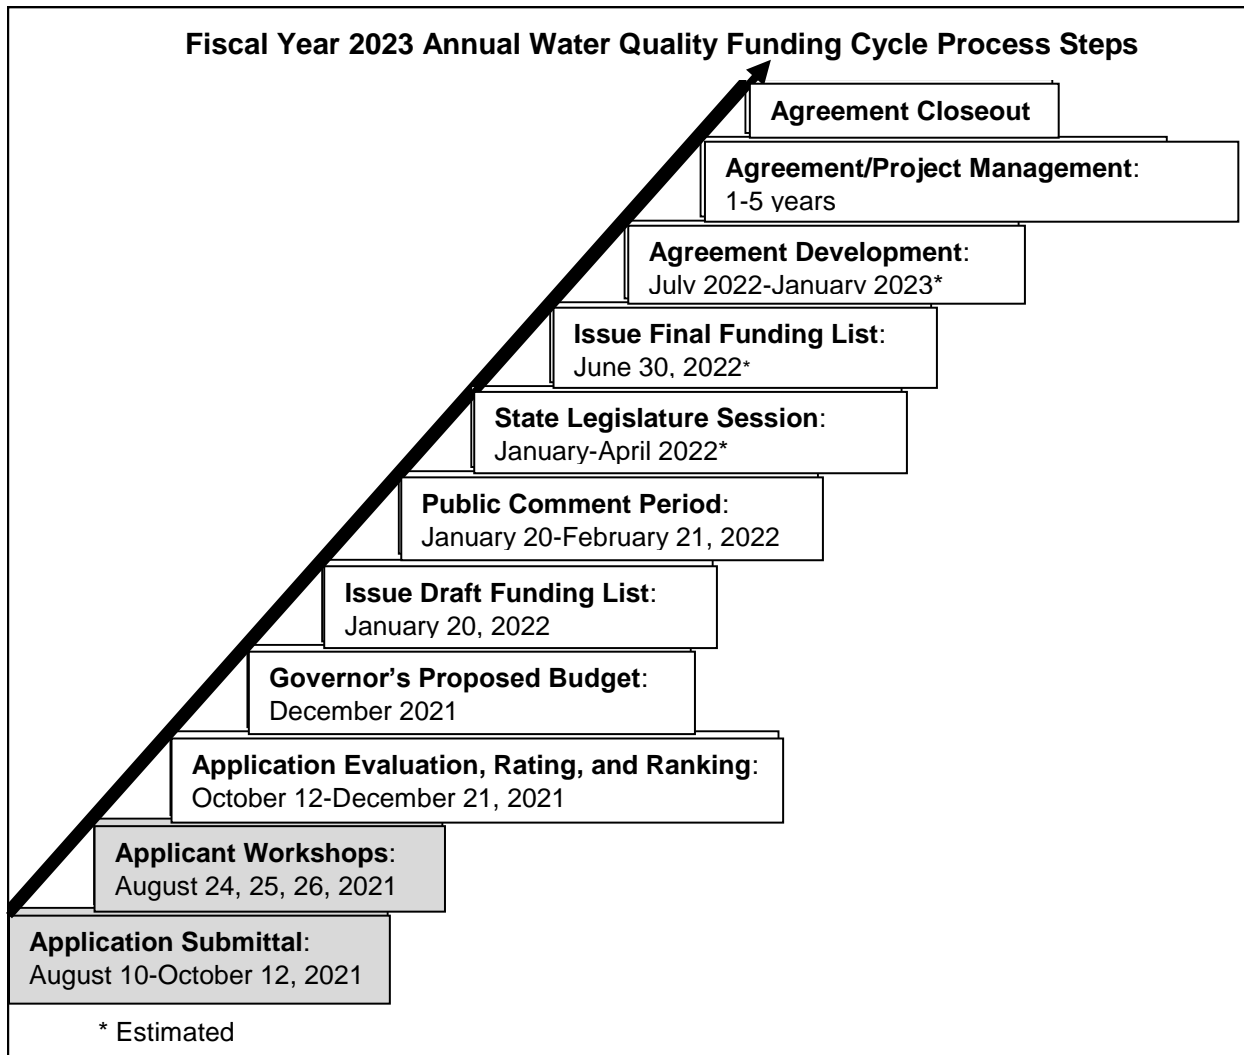 Fiscal Year 2023 Annual Water Quality Funding Cycle Process Steps
Agreement Closeout
Agreement/Project Management:
1-5 years
Agreement Development:
July 2022-January 2023*
Issue Final Funding List:
June 30, 2022*
State Legislature Session:
January-April 2022*
Public Comment Period:
January 20-February 21, 2022
Issue Draft Funding List:
January 20, 2022
Governor’s Proposed Budget:
December 2021
Application Evaluation, Rating, and Ranking:
October 12-December 21, 2021
Applicant Workshops:
August 24, 25, 26, 2021
Application Submittal:
August 10-October 12, 2021
* Estimated